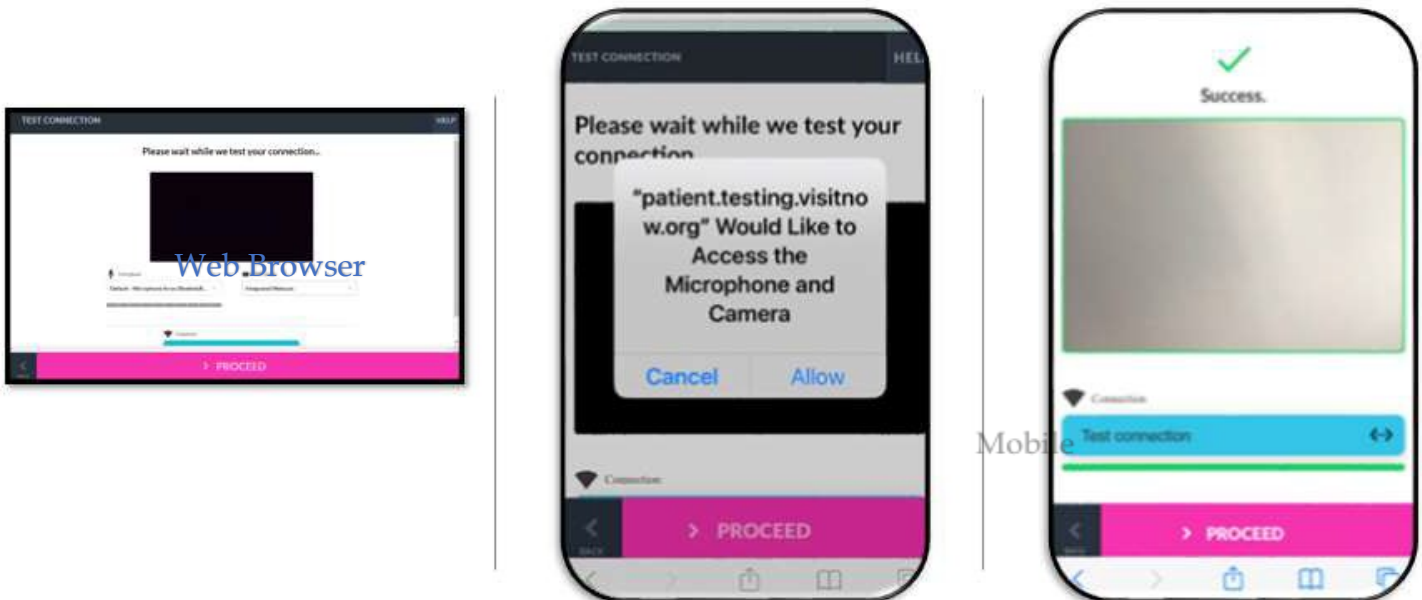 TEST CONNECTION
HELP
Please wait while we test your connection...
Web Browser
> PROCEED
TEST CONNECTION
HEL
Please wait while we test your
connection
"patient.testing.visitno
w.org" Would Like to
Access the
Microphone and
Camera
Cancel
Allow
Connection
> PROCEED
BACK
Success.
Connection
Mobile
Test connection
> PROCEED